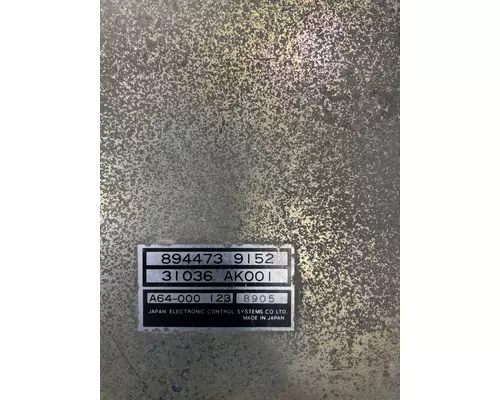 894473 9152
31036 AK001
A64-000 123 8905
JAPAN ELECTRONIC CONTROL SYSTEMS CO.LTD.
MADE IN JAPAN